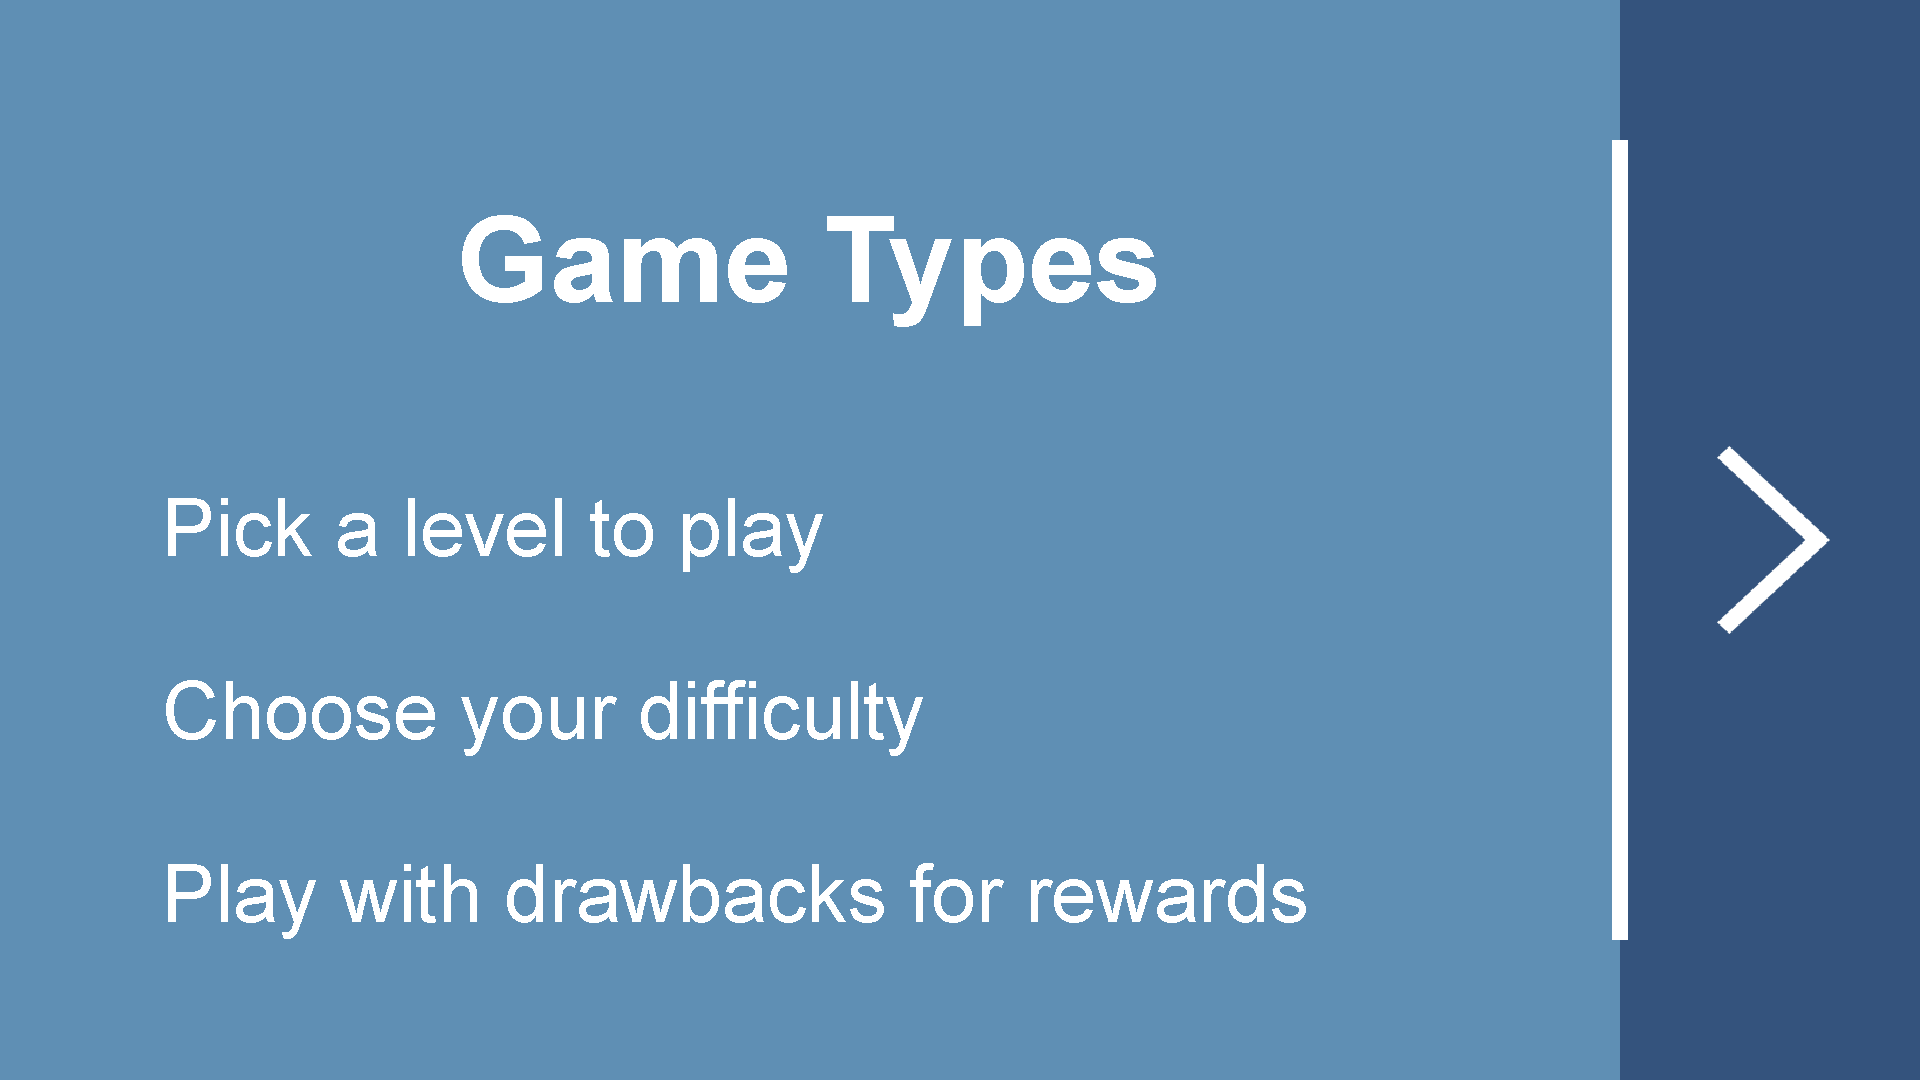 Game Types
Pick a level to play
Choose your difficulty
Play with drawbacks for rewards